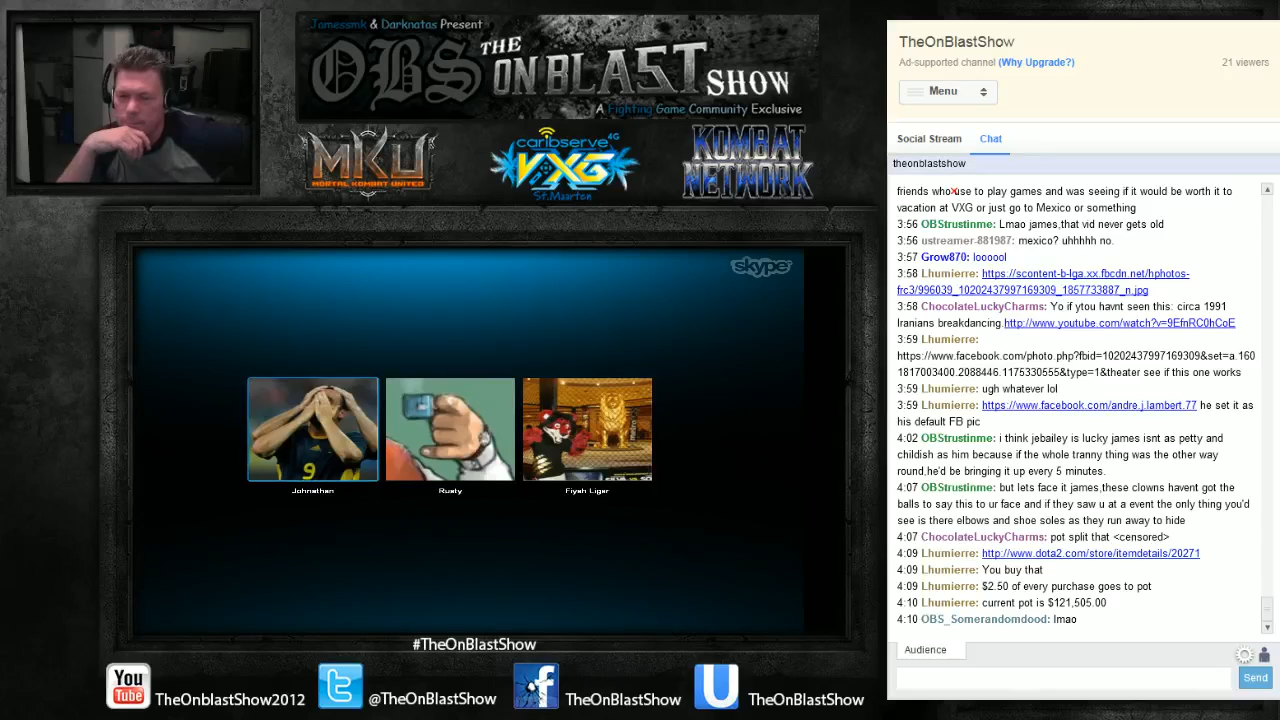 Jamessmk & Darknatas Present
OBS THE ON BLAST SHOW
A Fighting Game Community Exclusive
MKU
MORTAL KOMBAT UNITED
caribserve 4G
VXG
St.Maarten
KOMBAT
NETWORK
skype
9
Johnathan
Rusty
Fiyah Liger
#TheOnBlastShow
You Tube TheOnblastShow2012
@TheOnBlastShow
TheOnBlastShow
TheOnBlastShow
TheOnBlastShow
Ad-supported channel (Why Upgrade?)
21 viewers
Menu
Social Stream Chat
theonblastshow
friends who use to play games and was seeing if it would be worth it to
vacation at VXG or just go to Mexico or something
3:56 OBStrustinme: Lmao james,that vid never gets old
3:56 ustreamer-881987: mexico? uhhhhh no.
3:57 Grow870: loooool
3:58 Lhumierre: https://scontent-b-lga.xx.fbcdn.net/hphotos-
frc3/996039_10202437997169309_1857733887_n.jpg
3:58 ChocolateLuckyCharms: Yo if ytou havnt seen this: circa 1991
Iranians breakdancing.http://www.youtube.com/watch?v=9EfnRC0hCoE
3:59 Lhumierre:
https://www.facebook.com/photo.php?fbid=10202437997169309&set=a.160
1817003400.2088446.1175330555&type=1&theater see if this one works
3:59 Lhumierre: ugh whatever lol
3:59 Lhumierre: https://www.facebook.com/andre.j.lambert.77 he set it as
his default FB pic
4:02 OBStrustinme: i think jebailey is lucky james isnt as petty and
childish as him because if the whole tranny thing was the other way
round,he'd be bringing it up every 5 minutes.
4:07 OBStrustinme: but lets face it james,these clowns havent got the
balls to say this to ur face and if they saw u at a event the only thing you'd
see is there elbows and shoe soles as they run away to hide
4:07 ChocolateLuckyCharms: pot split that <censored>
4:09 Lhumierre: http://www.dota2.com/store/itemdetails/20271
4:09 Lhumierre: You buy that
4:09 Lhumierre: $2.50 of every purchase goes to pot
4:10 Lhumierre: current pot is $121,505.00
4:10 OBS_Somerandomdood: lmao
Audience
Send